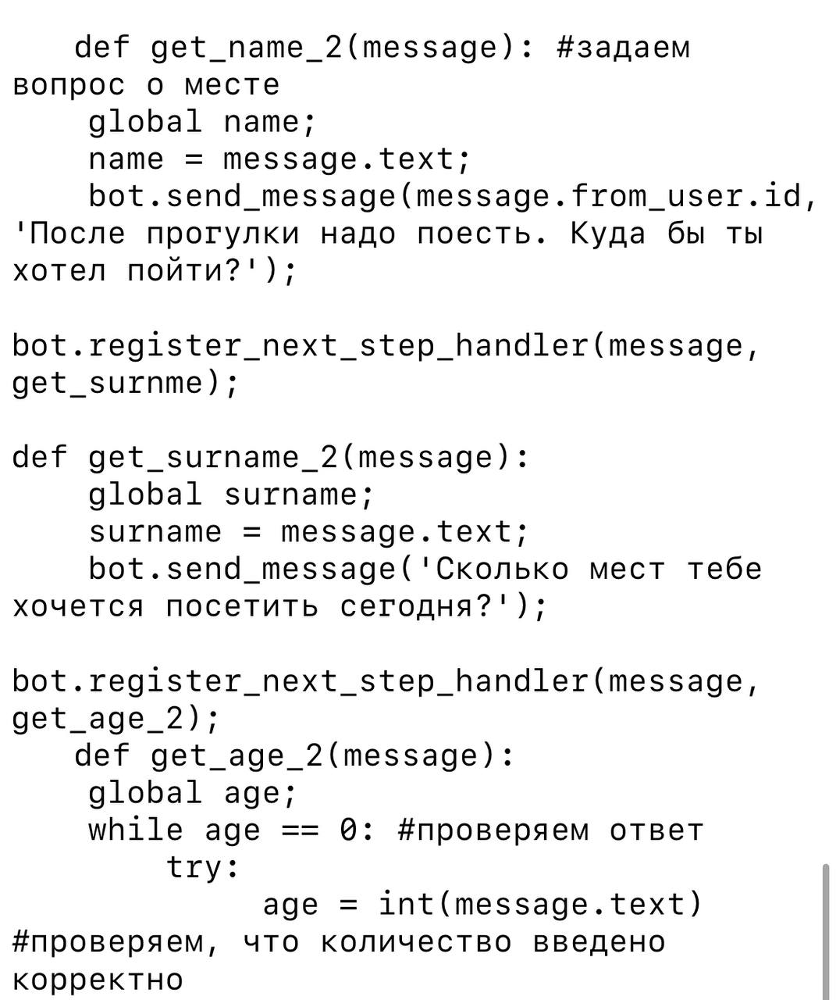 def get_name_2(message): #задаем
вопрос о месте
global name;
name = message.text;
bot.send_message(message.from_user.id,
'После прогулки надо поесть. Куда бы ты
хотел пойти?');
bot.register_next_step_handler(message,
get_surnme);
def get_surname_2(message):
global surname;
surname = message.text;
bot.send_message('Сколько мест тебе
хочется посетить сегодня?');
bot.register_next_step_handler(message,
get_age_2);
def get_age_2(message):
global age;
while age == 0: #проверяем ответ
try:
age = int(message.text)
#проверяем, что количество введено
корректно